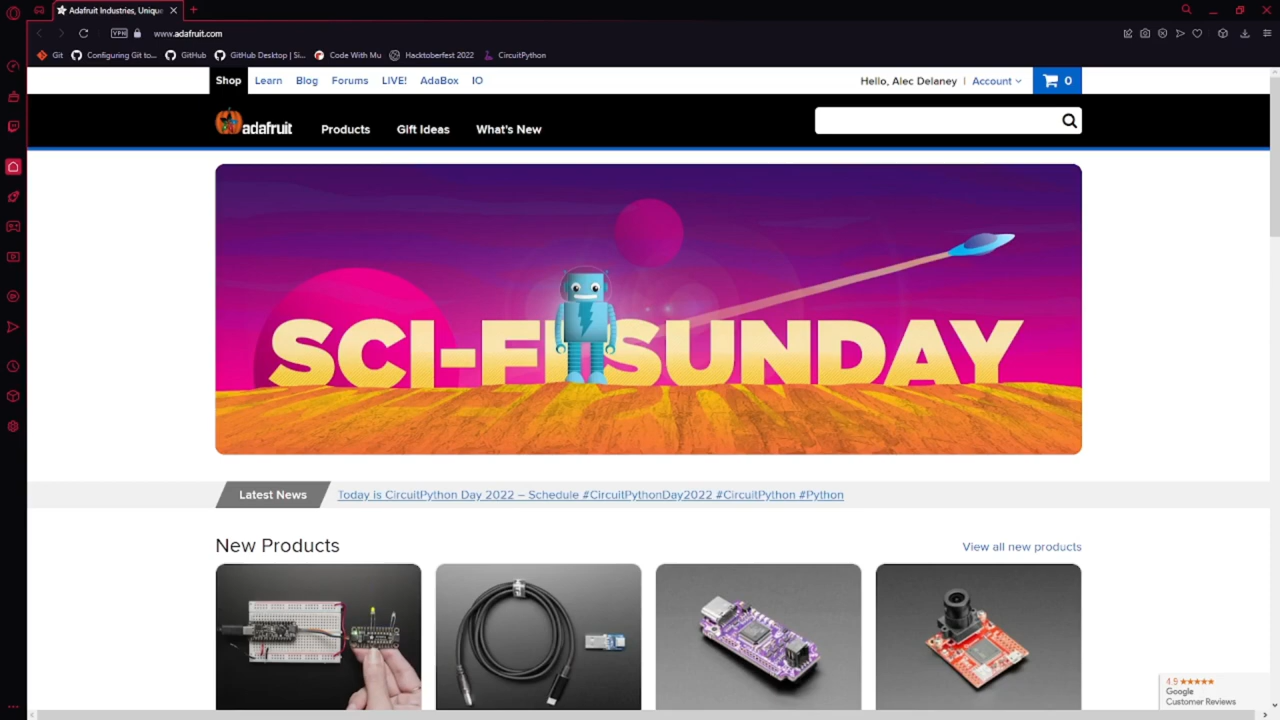 Adafruit Industries, Uniqu
VPN
www.adafruit.com
Git
Configuring Git to...
GitHub
GitHub Desktop | Si...
Code With Mu
Hacktoberfest 2022
CircuitPython
Shop
Learn
Blog
Forums
LIVE!
AdaBox
IO
Hello, Alec Delaney | Account
0
adafruit
Products
Gift Ideas
What's New
SCI-FI SUNDAY
Latest News
Today is CircuitPython Day 2022 – Schedule #CircuitPythonDay2022 #CircuitPython #Python
New Products
View all new products
4.9 ★★★★★
Google
Customer Reviews